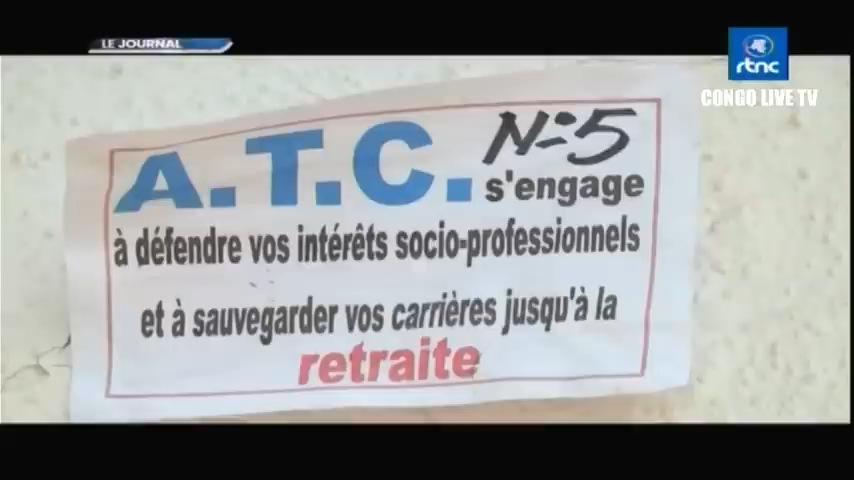 LE JOURNAL
rtnc
CONGO LIVE TV
A.T.C. N°5
s'engage
à défendre vos intérêts socio-professionnels
et à sauvegarder vos carrières jusqu'à la
retraite